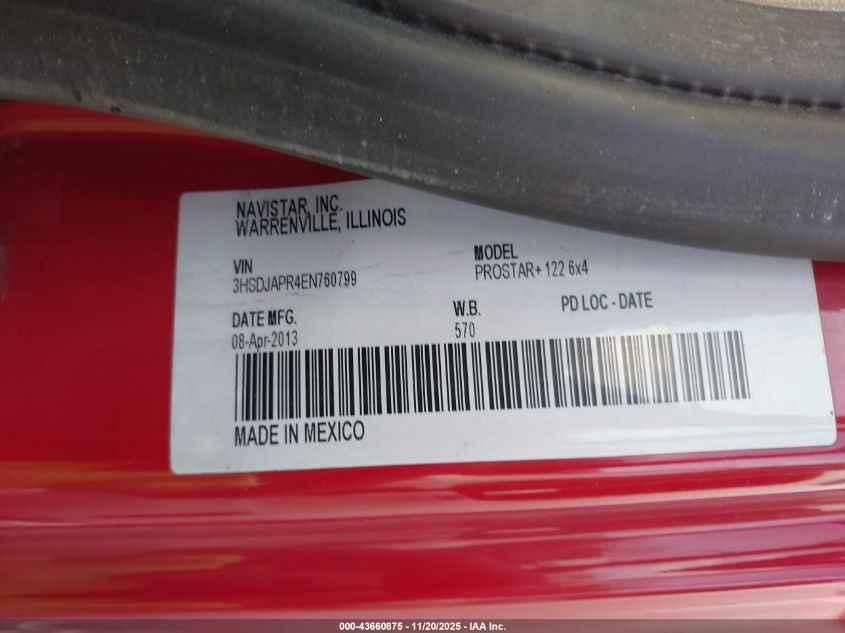 NAVISTAR, INC.
WARRENVILLE, ILLINOIS
VIN
3HSDJAPR4EN760799
MODEL
PROSTAR+ 122 6x4
DATE MFG.
08-Apr-2013
W.B.
570
PD LOC - DATE
MADE IN MEXICO
000-43660875 - 11/20/2025 - IAA Inc.